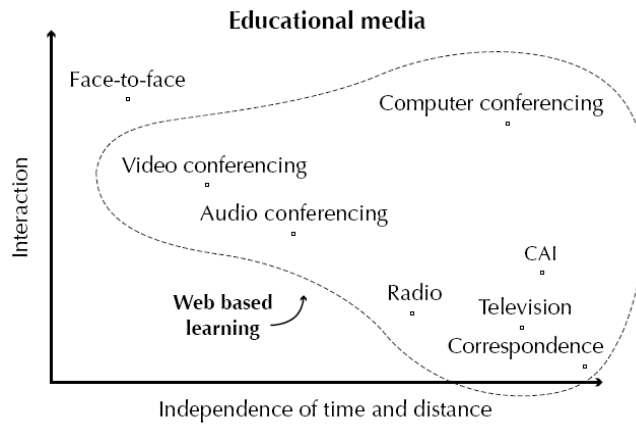 Educational media
Face-to-face
Computer conferencing
Video conferencing
Audio conferencing
CAI
Radio
Web based
learning
Television
Correspondence
Interaction
Independence of time and distance